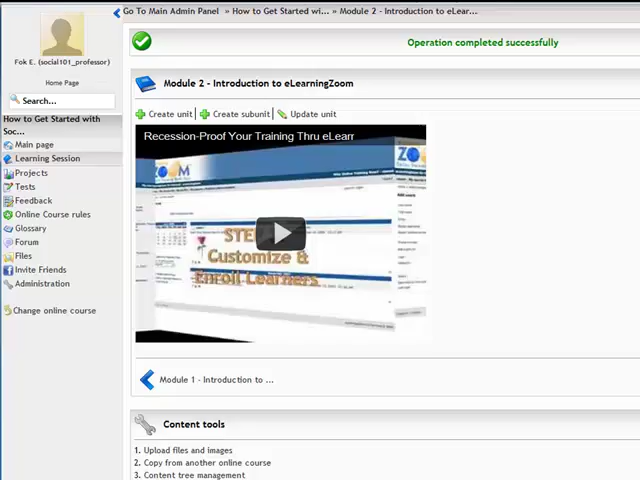 Go To Main Admin Panel » How to Get Started wi... » Module 2 - Introduction to eLear...
Operation completed successfully
Fok E. (social101_professor)
Home Page
Search...
How to Get Started with
Soc...
Main page
Learning Session
Projects
Tests
Feedback
Online Course rules
Glossary
Forum
Files
Invite Friends
Administration
Change online course
Module 2 - Introduction to eLearningZoom
Create unit
Create subunit
Update unit
Recession-Proof Your Training Thru eLearn
ZOOM
STE
Customize &
Enroll Learners
Module 1 - Introduction to ...
Content tools
1. Upload files and images
2. Copy from another online course
3. Content tree management